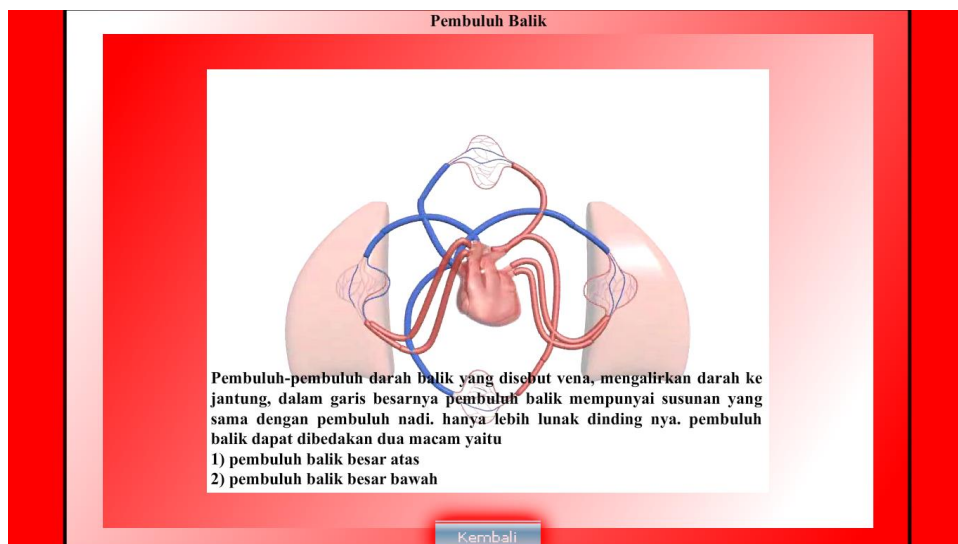 Pembuluh Balik
Pembuluh-pembuluh darah balik yang disebut vena, mengalirkan darah ke
jantung, dalam garis besarnya pembuluh balik mempunyai susunan yang
sama dengan pembuluh nadi. hanya lebih lunak dinding nya. pembuluh
balik dapat dibedakan dua macam yaitu
1) pembuluh balik besar atas
2) pembuluh balik besar bawah
Kembali